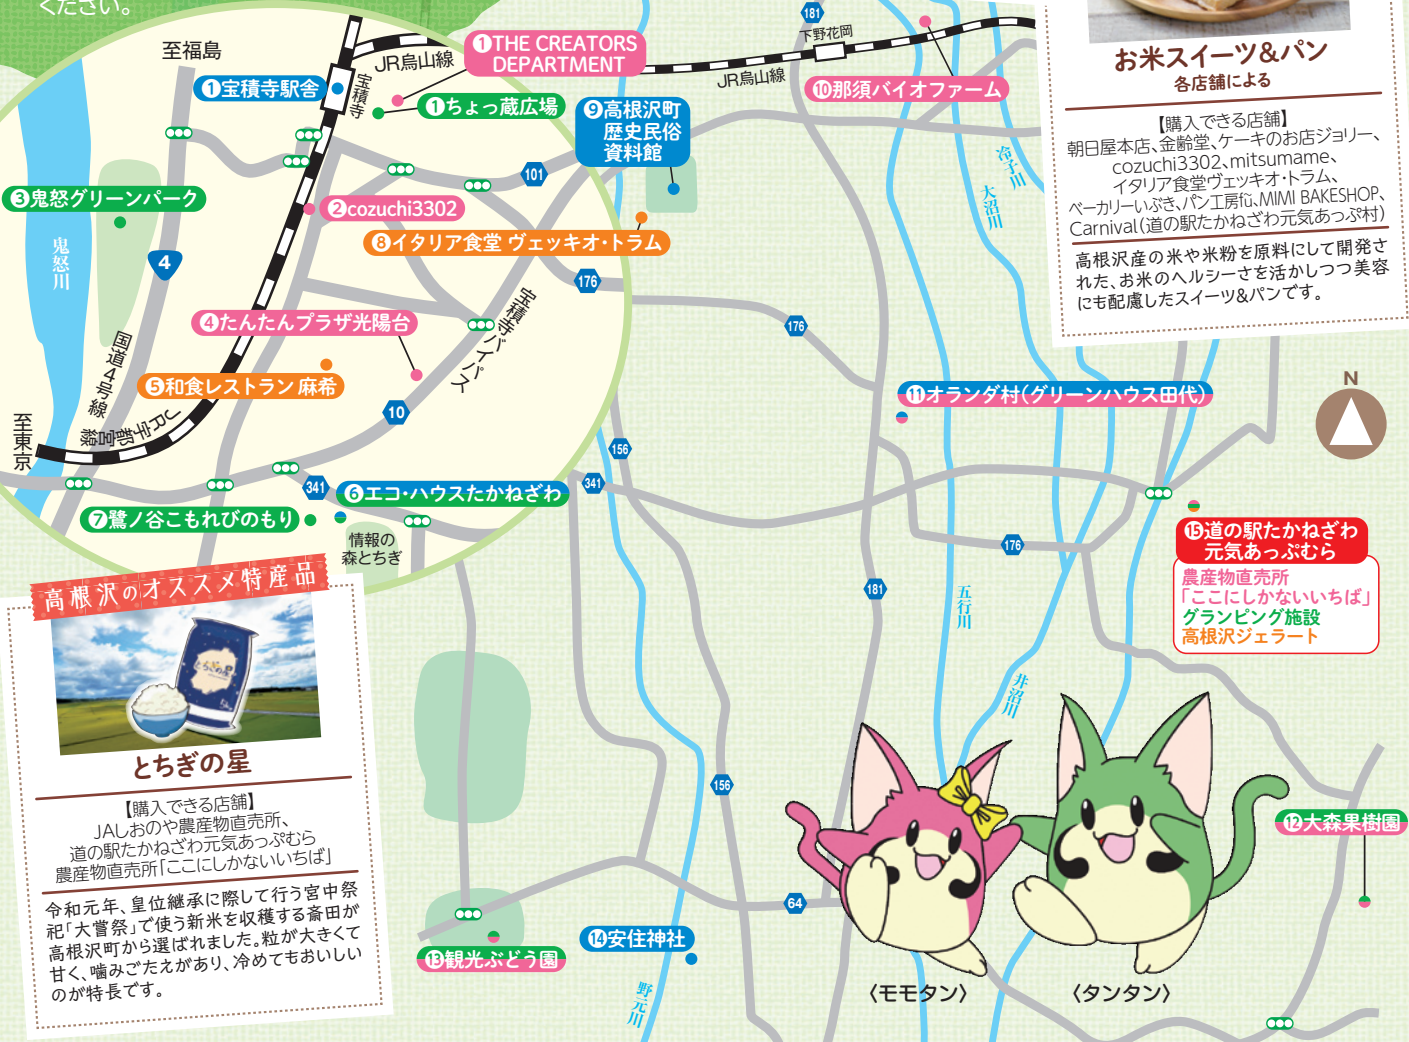 ください。
至福島
JR烏山線
宝積寺
①宝積寺駅舎
①THE CREATORS
DEPARTMENT
①ちょっ蔵広場
⑨高根沢町
歴史民俗
資料館
181
下野花岡
JR烏山線
⑩那須バイオファーム
冷子川
大沼川
お米スイーツ&パン
各店舗による
【購入できる店舗】
朝日屋本店、金齢堂、ケーキのお店ジョリー、
cozuchi3302、mitsumame、
イタリア食堂ヴェッキオ・トラム、
ベーカリーいぶき、パン工房fu、MIMI BAKESHOP、
Carnival(道の駅たかねざわ元気あっぷ村)
高根沢産の米や米粉を原料にして開発さ
れた、お米のヘルシーさを活かしつつ美容
にも配慮したスイーツ&パンです。
101
③鬼怒グリーンパーク
②cozuchi3302
⑧イタリア食堂 ヴェッキオ・トラム
鬼怒川
4
176
176
宝積寺バイパス
④たんたんプラザ光陽台
国道4号線
⑤和食レストラン 麻希
10
JR宇都宮線
至東京
⑪オランダ村(グリーンハウス田代)
N
156
341
341
⑥エコ・ハウスたかねざわ
⑦鷺ノ谷こもれびのもり
情報の
森とちぎ
176
181
五行川
井沼川
⑮道の駅たかねざわ
元気あっぷむら
農産物直売所
「ここにしかないいちば」
グランピング施設
高根沢ジェラート
高根沢のオススメ特産品
とちぎの星
とちぎの星
【購入できる店舗】
JAしおのや農産物直売所、
道の駅たかねざわ元気あっぷむら
農産物直売所「ここにしかないいちば」
令和元年、皇位継承に際して行う宮中祭
祀「大嘗祭」で使う新米を収穫する斎田が
高根沢町から選ばれました。粒が大きくて
甘く、噛みごたえがあり、冷めてもおいしい
のが特長です。
156
64
⑫大森果樹園
⑬観光ぶどう園
⑭安住神社
野元川
〈モモタン〉
〈タンタン〉